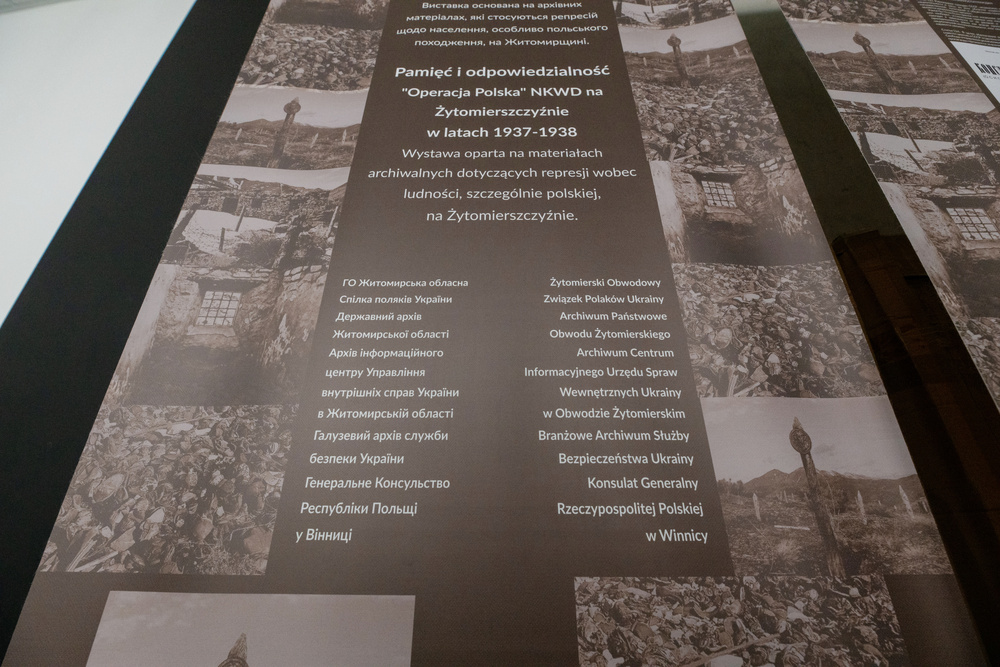 Виставка основана на архівних
матеріалах, які стосуються репресій
щодо населення, особливо польського
походження, на Житомирщині.
Pamięć i odpowiedzialność
"Operacja Polska" NKWD na
Żytomierszczyźnie
w latach 1937-1938
Wystawa oparta na materiałach
archiwalnych dotyczących represji wobec
ludności, szczególnie polskiej,
na Żytomierszczyźnie.
ГО Житомирська обласна
Спілка поляків України
Державний архів
Житомирської області
Архів інформаційного
центру Управління
внутрішніх справ України
в Житомирській області
Галузевий архів служби
безпеки України
Генеральне Консульство
Республіки Польщі
у Вінниці
Żytomierski Obwodowy
Związek Polaków Ukrainy
Archiwum Państwowe
Obwodu Żytomierskiego
Archiwum Centrum
Informacyjnego Urzędu Spraw
Wewnętrznych Ukrainy
w Obwodzie Żytomierskim
Branżowe Archiwum Służby
Bezpieczeństwa Ukrainy
Konsulat Generalny
Rzeczypospolitej Polskiej
w Winnicy